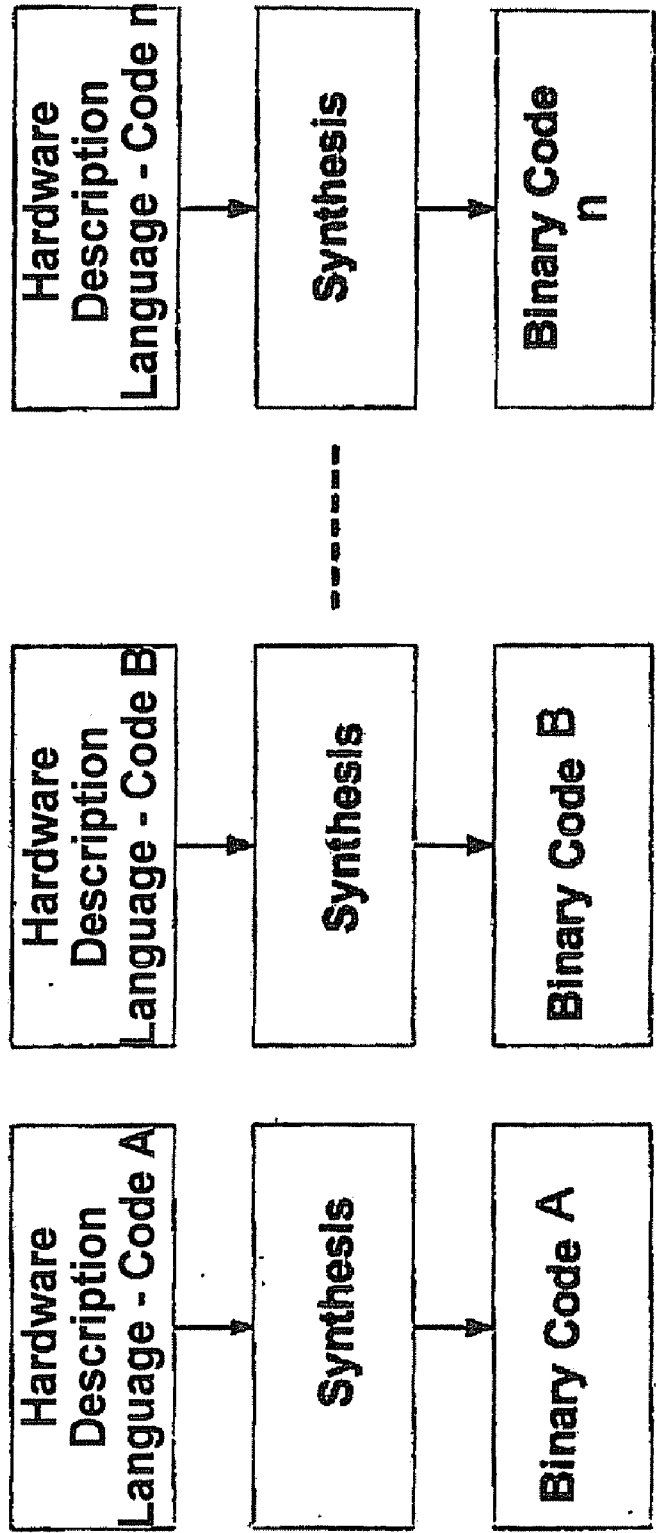 Hardware
Description
Language - Code A
Synthesis
Binary Code A
Hardware
Description
Language - Code B
Synthesis
Binary Code B
Hardware
Description
Language - Code n
Synthesis
Binary Code
n